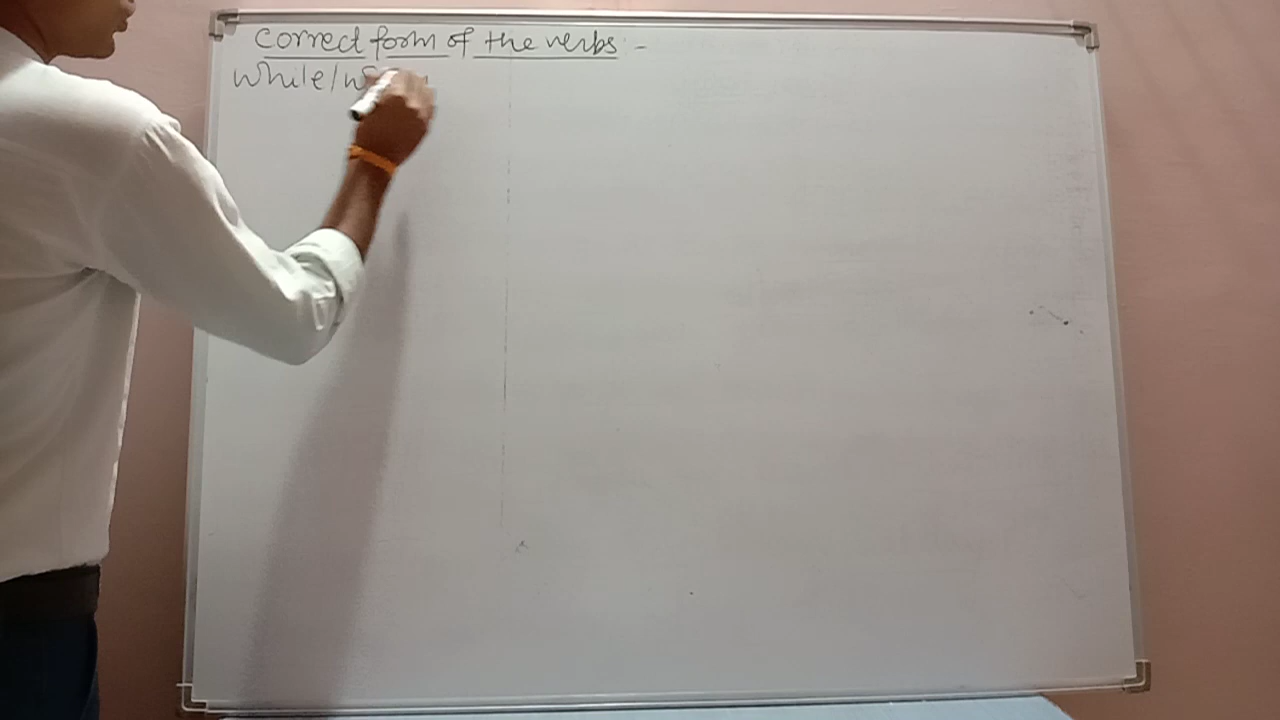 Correct form of the verbs :-
While/